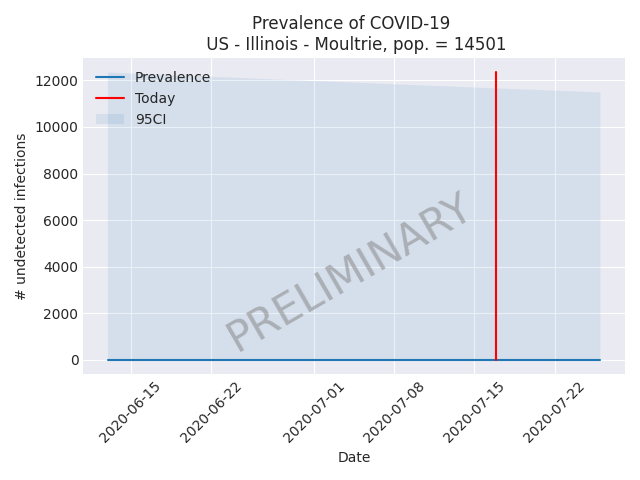 Prevalence of COVID-19
US - Illinois - Moultrie, pop. = 14501
Prevalence
Today
95CI
12000
10000
8000
6000
4000
2000
0
# undetected infections
PRELIMINARY
2020-06-15
2020-06-22
2020-07-01
2020-07-08
2020-07-15
2020-07-22
Date